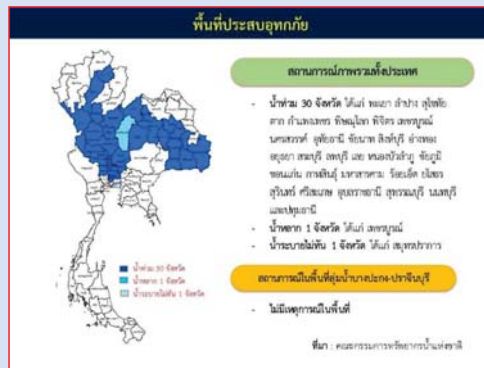 พื้นที่ประสบอุทกภัย
สถานการณ์ภาพรวมทั้งประเทศ
- น้ำท่วม 30 จังหวัด ได้แก่ พะเยา ลำปาง สุโขทัย
ตาก กำแพงเพชร พิษณุโลก พิจิตร เพชรบูรณ์
นครสวรรค์ อุทัยธานี ชัยนาท สิงห์บุรี อ่างทอง
อยุธยา สระบุรี ลพบุรี เลย หนองบัวลำภู ชัยภูมิ
ขอนแก่น กาฬสินธุ์ มหาสารคาม ร้อยเอ็ด ยโสธร
สุรินทร์ ศรีสะเกษ อุบลราชธานี สุพรรณบุรี นนทบุรี
และปทุมธานี
- น้ำหลาก 1 จังหวัด ได้แก่ เพชรบูรณ์
- น้ำระบายไม่ทัน 1 จังหวัด ได้แก่ สมุทรปราการ
น้ำท่วม 30 จังหวัด
น้ำหลาก 1 จังหวัด
น้ำระบายไม่ทัน 1 จังหวัด
สถานการณ์ในพื้นที่ลุ่มน้ำบางปะกง-ปราจีนบุรี
- ไม่มีเหตุการณ์ในพื้นที่
ที่มา : คณะกรรมการทรัพยากรน้ำแห่งชาติ